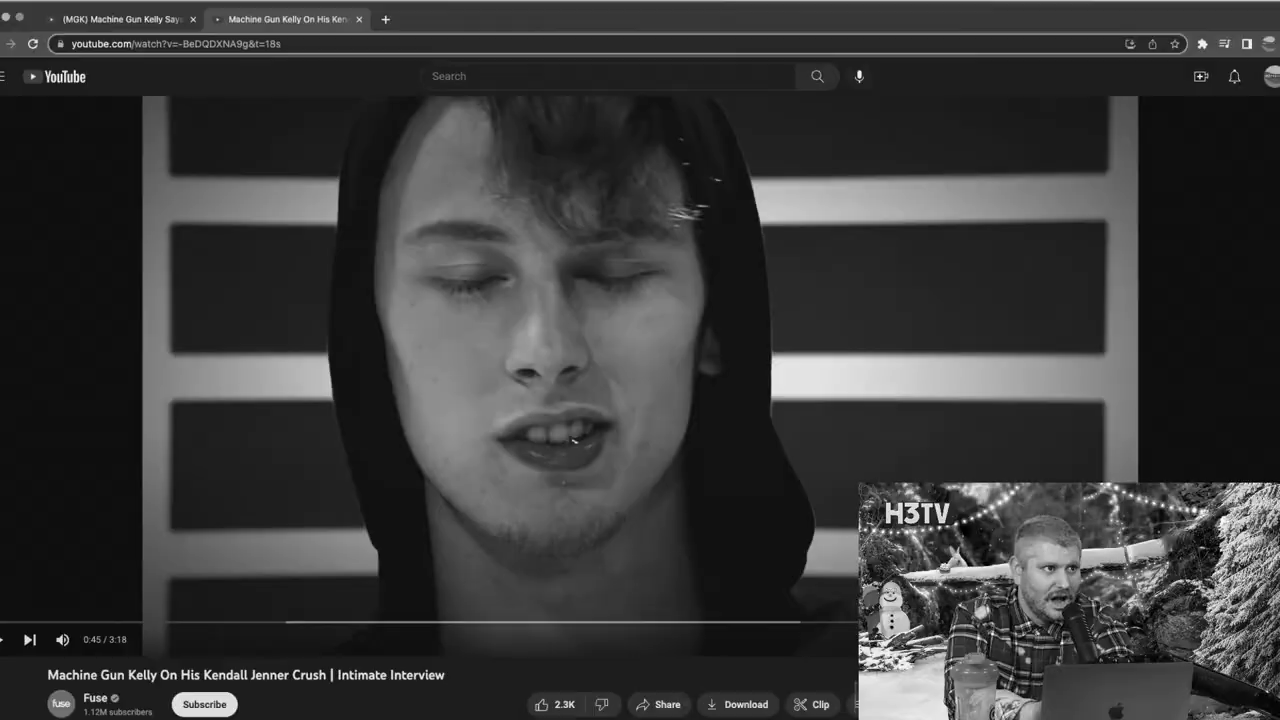 (MGK) Machine Gun Kelly Says
Machine Gun Kelly On His Ken
youtube.com/watch?v=-BeDQDXNA9g&t=18s
YouTube
Search
H3TV
0:45 / 3:18
Machine Gun Kelly On His Kendall Jenner Crush | Intimate Interview
fuse
Fuse
1.12M subscribers
Subscribe
2.3K
Share
Download
Clip